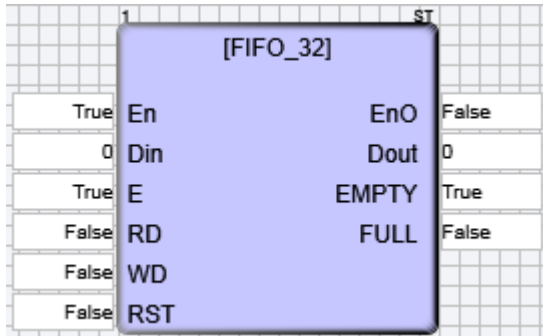 1 ST
[FIFO_32]
True En EnO False
0 Din Dout 0
True E EMPTY True
False RD FULL False
False WD
False RST